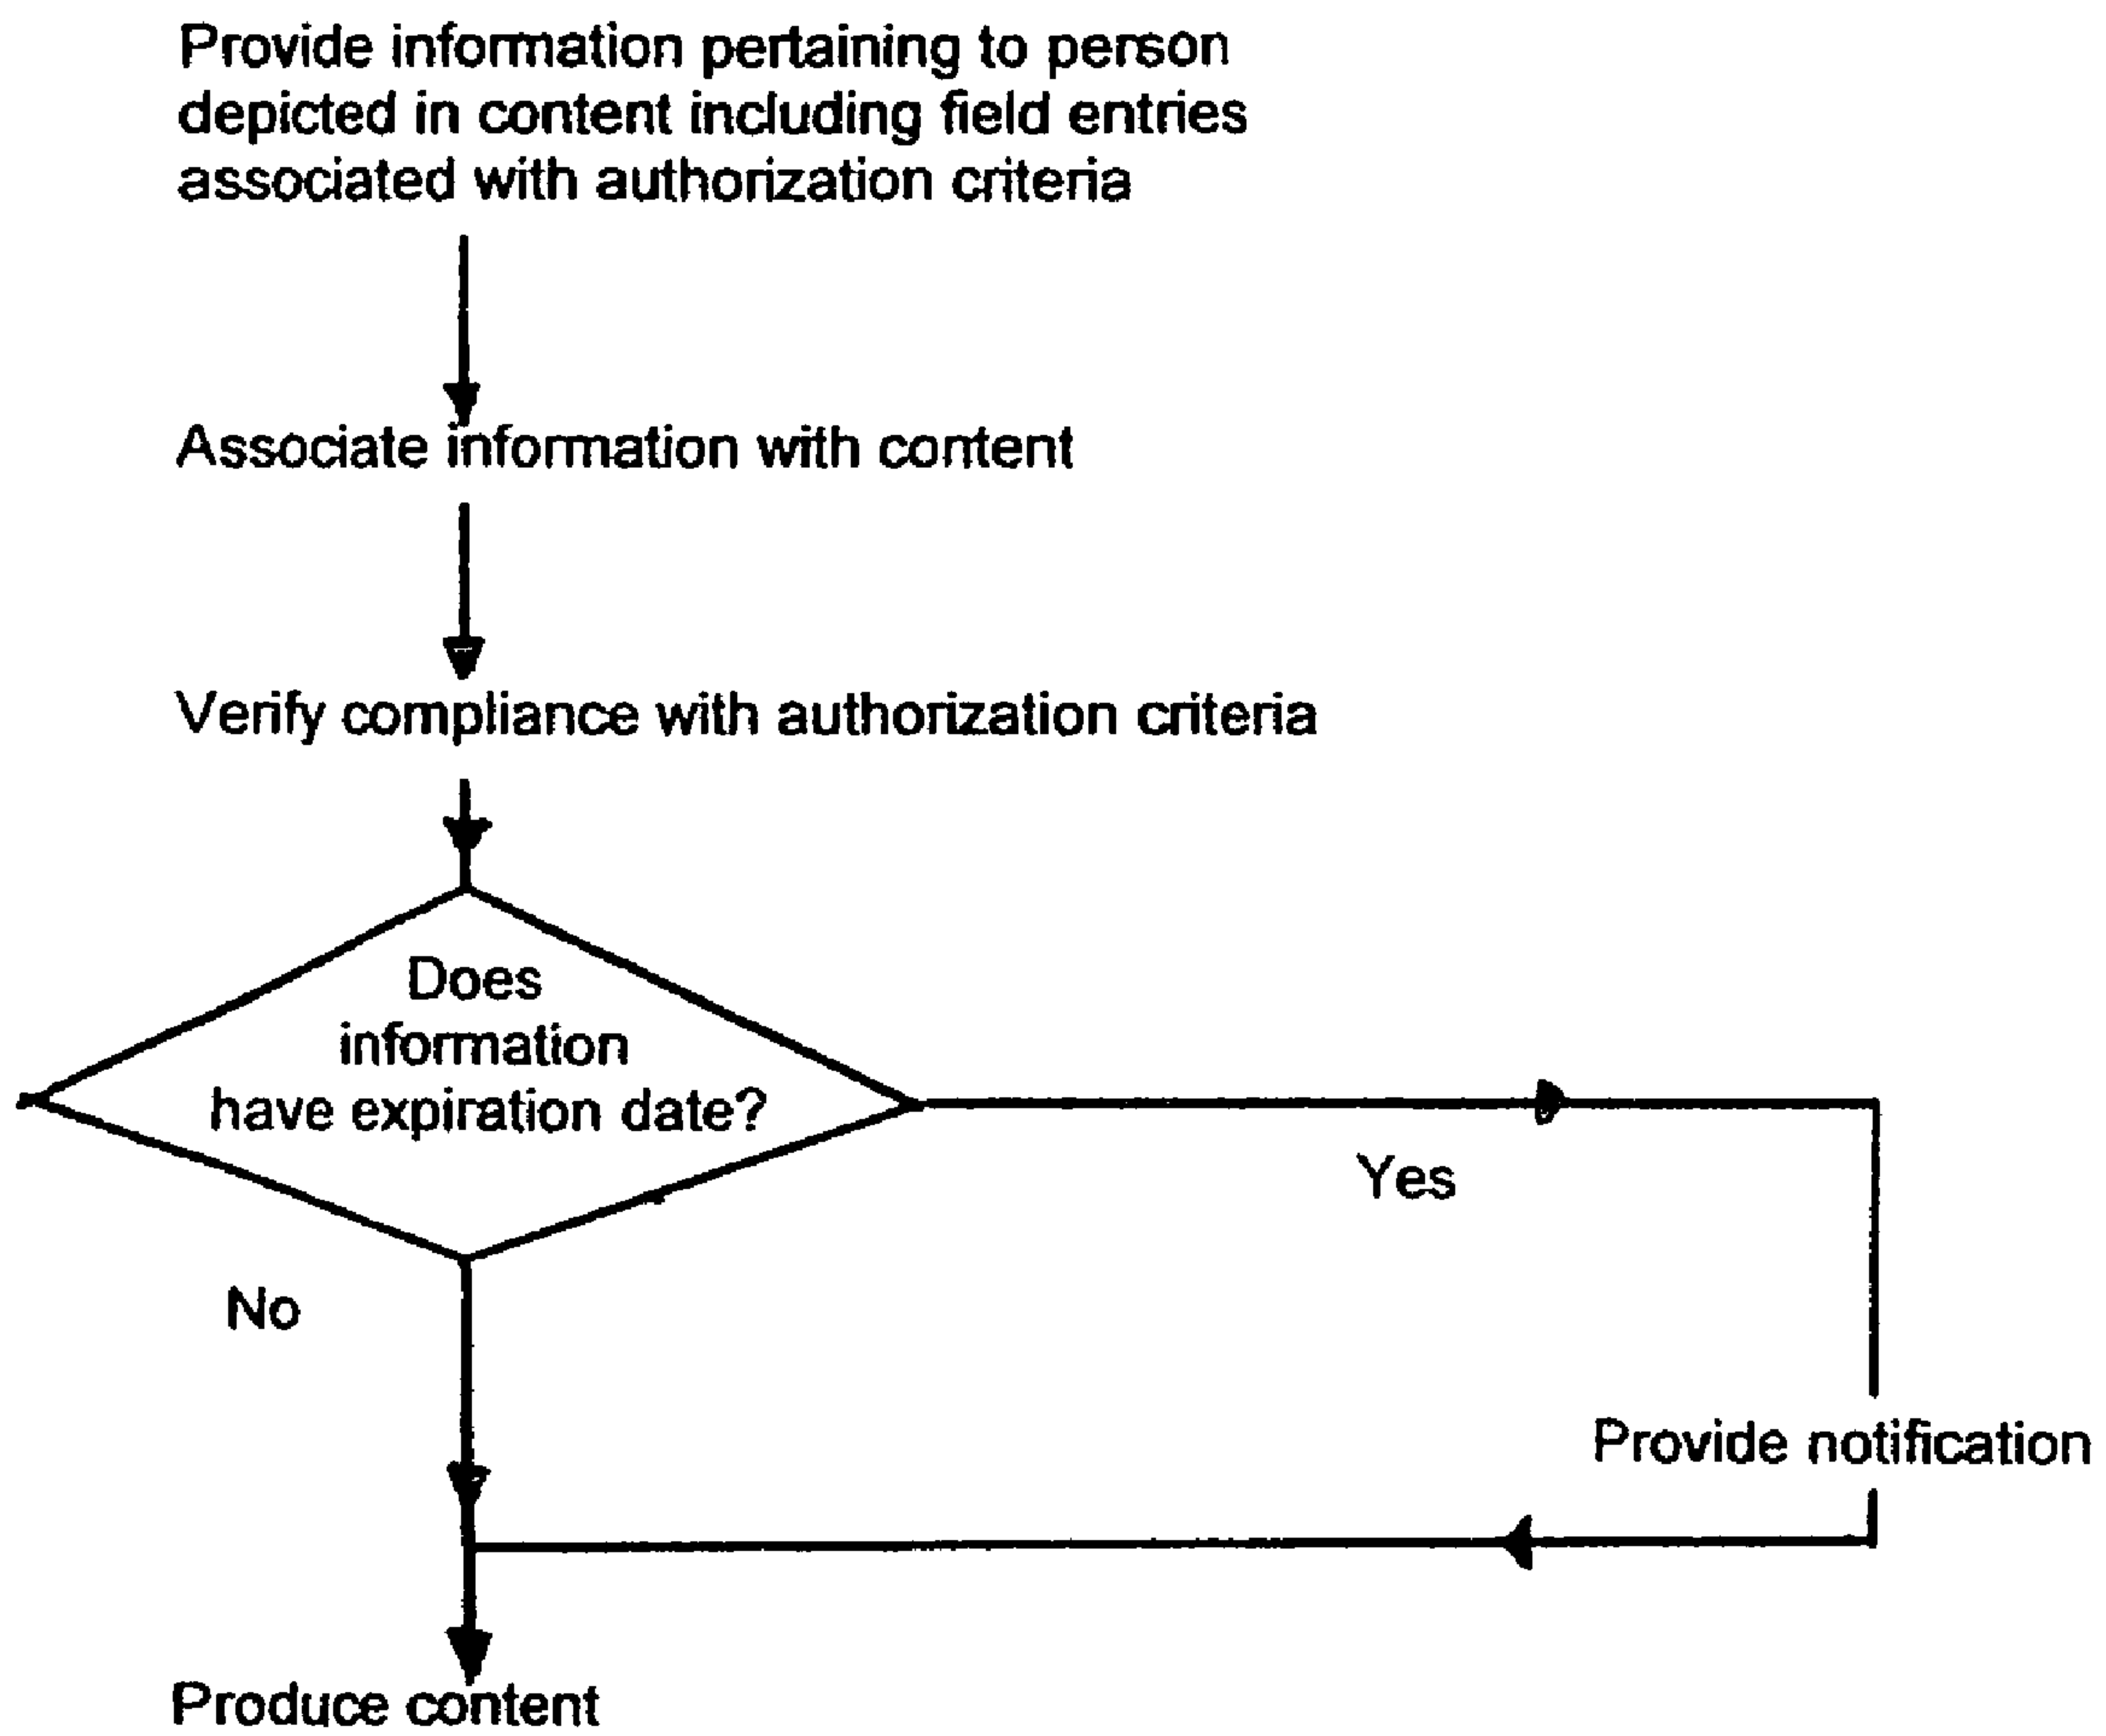 Provide information pertaining to person
depicted in content including field entries
associated with authorization criteria
Associate information with content
Verify compliance with authorization criteria
Does
information
have expiration date?
Yes
No
Provide notification
Produce content